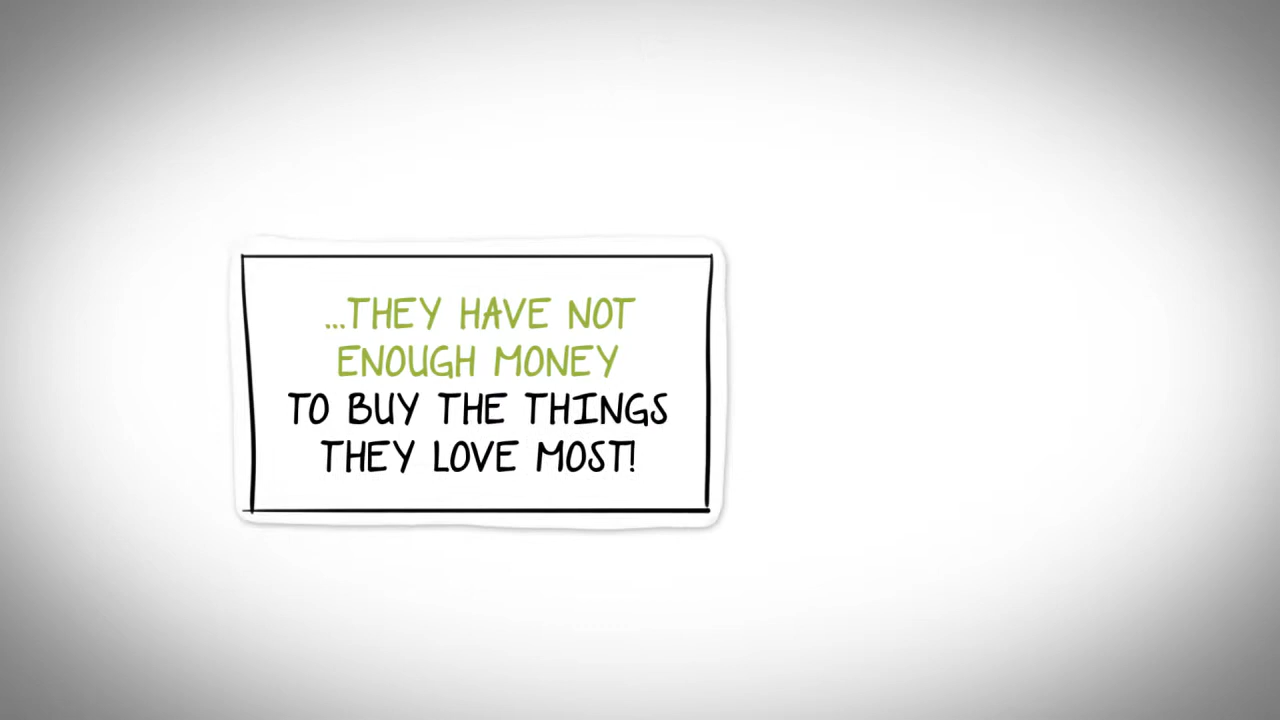 ...THEY HAVE NOT
ENOUGH MONEY
TO BUY THE THINGS
THEY LOVE MOST!